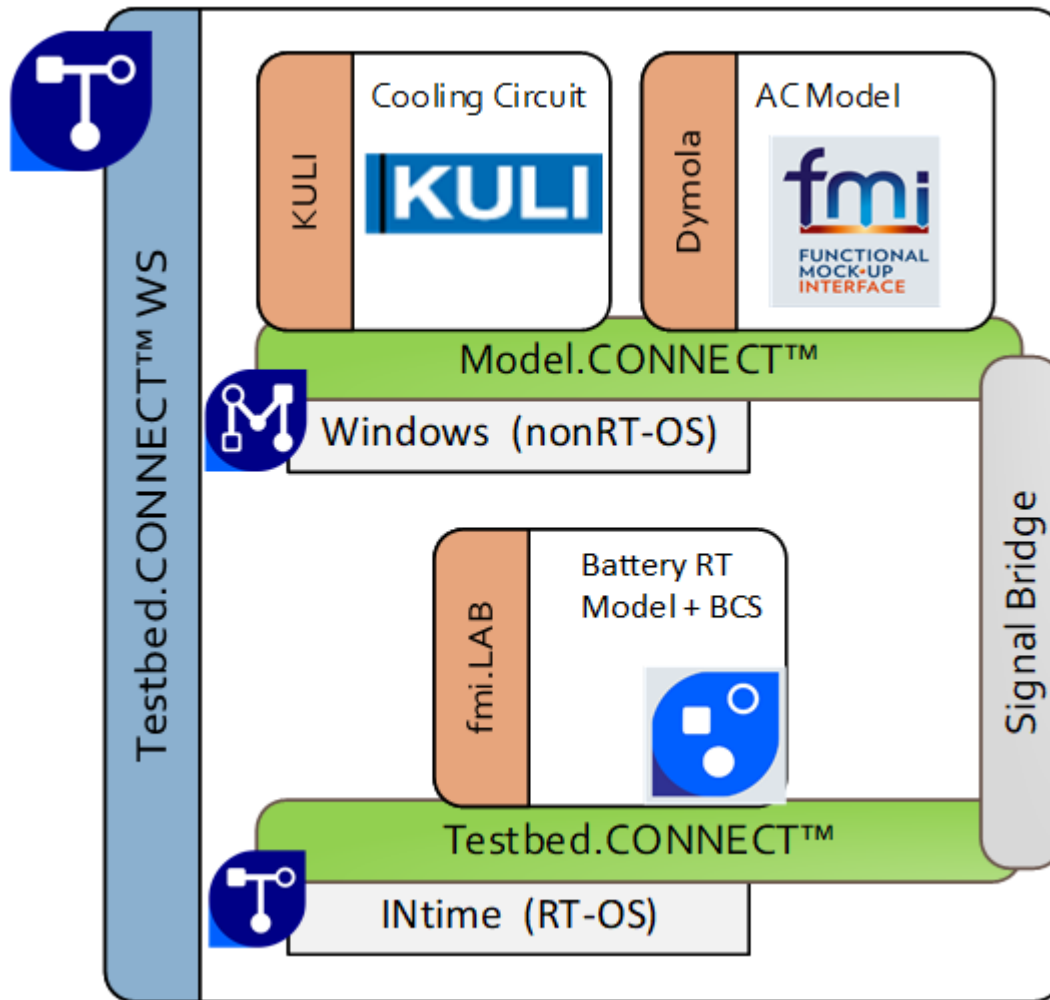 Testbed.CONNECT™ WS
KULI
Cooling Circuit
KULI
Dymola
AC Model
fmi
FUNCTIONAL
MOCK-UP
INTERFACE
Model.CONNECT™
Windows (nonRT-OS)
Signal Bridge
fmi.LAB
Battery RT
Model + BCS
Testbed.CONNECT™
INtime (RT-OS)